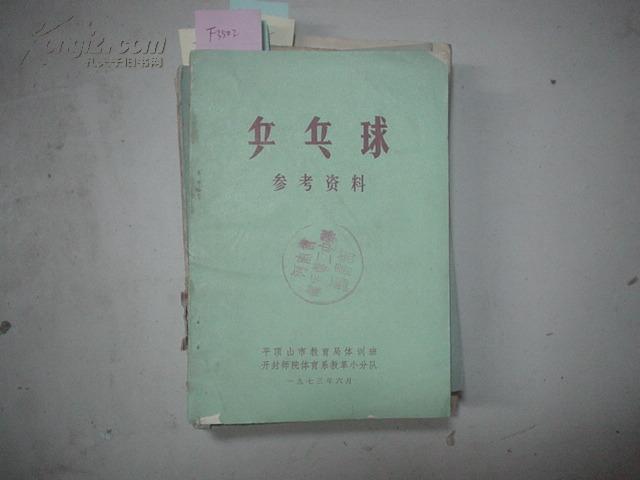 Kongfz.com
孔夫子旧书网
F3502
乒乓球
参考资料
平顶山市教育局体训班
开封师院体育系教革小分队
一九七三年六月